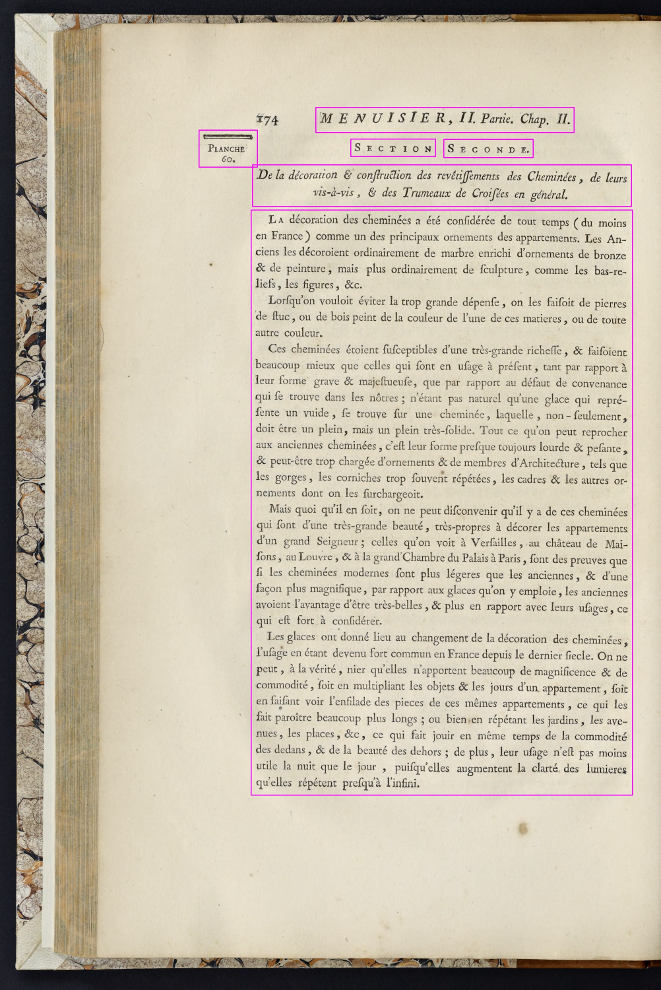 174 MENUISIER, II. Partie. Chap. II.
PLANCHE
60.
SECTION SECONDE.
De la décoration & conſtruction des revêtiſſements des Cheminées, de leurs
vis-à-vis, & des Trumeaux de Croiſées en général.
LA décoration des cheminées a été conſidérée de tout temps (du moins
en France) comme un des principaux ornements des appartements. Les An-
ciens les décoroient ordinairement de marbre enrichi d'ornements de bronze
& de peinture, mais plus ordinairement de ſculpture, comme les bas-re-
liefs, les figures, &c.
Lorſqu'on vouloit éviter la trop grande dépenſe, on les faiſoit de pierres
de ſtuc, ou de bois peint de la couleur de l'une de ces matieres, ou de toute
autre couleur.
Ces cheminées étoient ſuſceptibles d'une très-grande richeſſe, & faiſoient
beaucoup mieux que celles qui ſont en uſage à préſent, tant par rapport à
leur forme grave & majeſtueuſe, que par rapport au défaut de convenance
qui ſe trouve dans les nôtres; n'étant pas naturel qu'une glace qui repré-
ſente un vuide, ſe trouve ſur une cheminée, laquelle, non-ſeulement,
doit être un plein, mais un plein très-ſolide. Tout ce qu'on peut reprocher
aux anciennes cheminées, c'eſt leur forme preſque toujours lourde & peſante,
& peut-être trop chargée d'ornements & de membres d'Architecture, tels que
les gorges, les corniches trop ſouvent répétées, les cadres & les autres or-
nements dont on les ſurchargeoit.
Mais quoi qu'il en ſoit, on ne peut diſconvenir qu'il y a de ces cheminées
qui ſont d'une très-grande beauté, très-propres à décorer les appartements
d'un grand Seigneur; celles qu'on voit à Verſailles, au château de Mai-
ſons, au Louvre, & à la grand'Chambre du Palais à Paris, ſont des preuves que
ſi les cheminées modernes ſont plus légeres que les anciennes, & d'une
façon plus magnifique, par rapport aux glaces qu'on y emploie, les anciennes
avoient l'avantage d'être très-belles, & plus en rapport avec leurs uſages, ce
qui eſt fort à conſidérer.
Les glaces ont donné lieu au changement de la décoration des cheminées,
l'uſage en étant devenu fort commun en France depuis le dernier ſiecle. On ne
peut, à la vérité, nier qu'elles n'apportent beaucoup de magnificence & de
commodité, ſoit en multipliant les objets & les jours d'un appartement, ſoit
en faiſant voir l'enfilade des pieces de ces mêmes appartements, ce qui les
fait paroître beaucoup plus longs; ou bien en répétant les jardins, les ave-
nues, les places, &c, ce qui fait jouir en même temps de la commodité
des dedans, & de la beauté des dehors; de plus, leur uſage n'eſt pas moins
utile la nuit que le jour, puiſqu'elles augmentent la clarté des lumieres
qu'elles répétent preſqu'à l'infini.